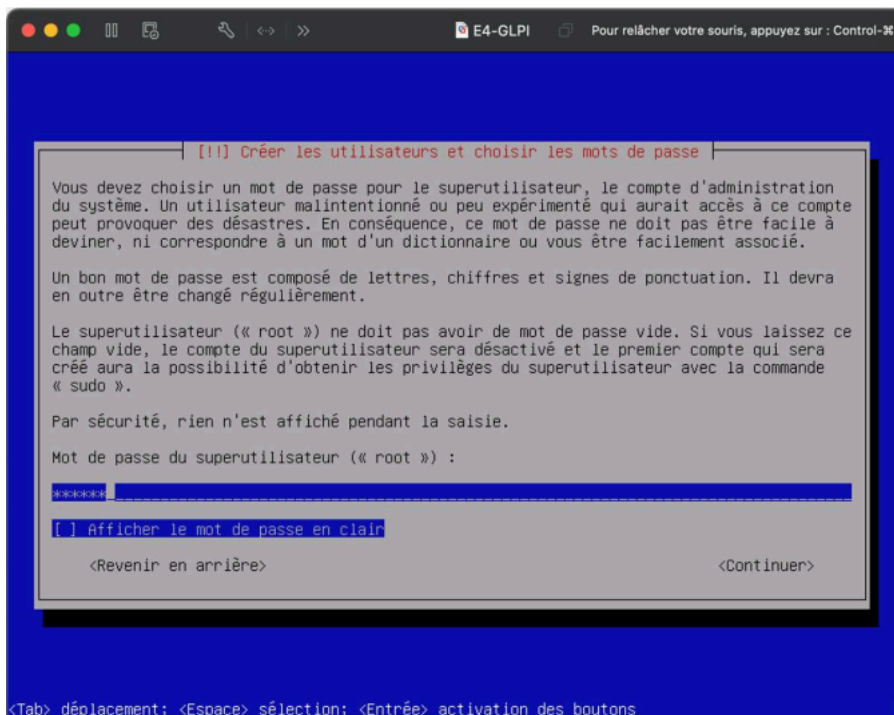 E4-GLPI
Pour relâcher votre souris, appuyez sur : Control-⌘
[!!] Créer les utilisateurs et choisir les mots de passe
Vous devez choisir un mot de passe pour le superutilisateur, le compte d'administration
du système. Un utilisateur malintentionné ou peu expérimenté qui aurait accès à ce compte
peut provoquer des désastres. En conséquence, ce mot de passe ne doit pas être facile à
deviner, ni correspondre à un mot d'un dictionnaire ou vous être facilement associé.
Un bon mot de passe est composé de lettres, chiffres et signes de ponctuation. Il devra
en outre être changé régulièrement.
Le superutilisateur (« root ») ne doit pas avoir de mot de passe vide. Si vous laissez ce
champ vide, le compte du superutilisateur sera désactivé et le premier compte qui sera
créé aura la possibilité d'obtenir les privilèges du superutilisateur avec la commande
« sudo ».
Par sécurité, rien n'est affiché pendant la saisie.
Mot de passe du superutilisateur (« root ») :
******
[ ] Afficher le mot de passe en clair
<Revenir en arrière> <Continuer>
<Tab> déplacement; <Espace> sélection; <Entrée> activation des boutons